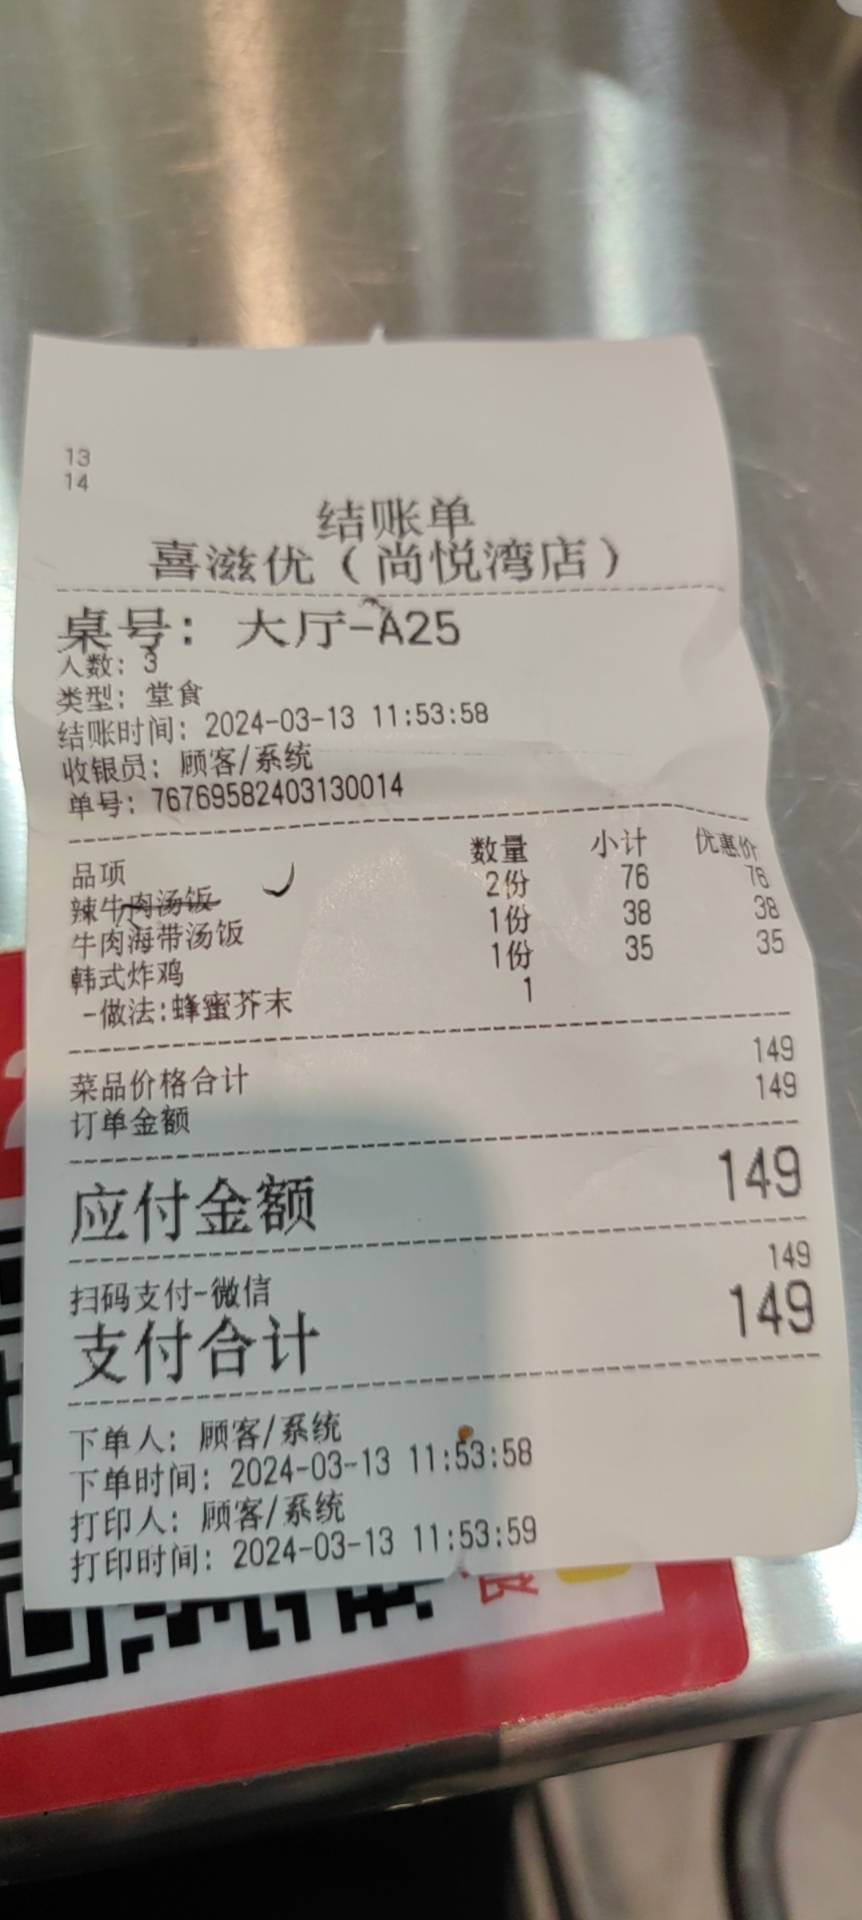 13
14
结账单
喜滋优（尚悦湾店）
桌号: 大厅-A25
人数: 3
类型: 堂食
结账时间: 2024-03-13 11:53:58
收银员: 顾客/系统
单号: 76769582403130014
品项 数量 小计 优惠价
辣牛肉汤饭 2份 76 76
牛肉海带汤饭 1份 38 38
韩式炸鸡 1份 35 35
-做法:蜂蜜芥末 1
菜品价格合计 149
订单金额 149
应付金额 149
扫码支付-微信 149
支付合计 149
下单人: 顾客/系统
下单时间: 2024-03-13 11:53:58
打印人: 顾客/系统
打印时间: 2024-03-13 11:53:59